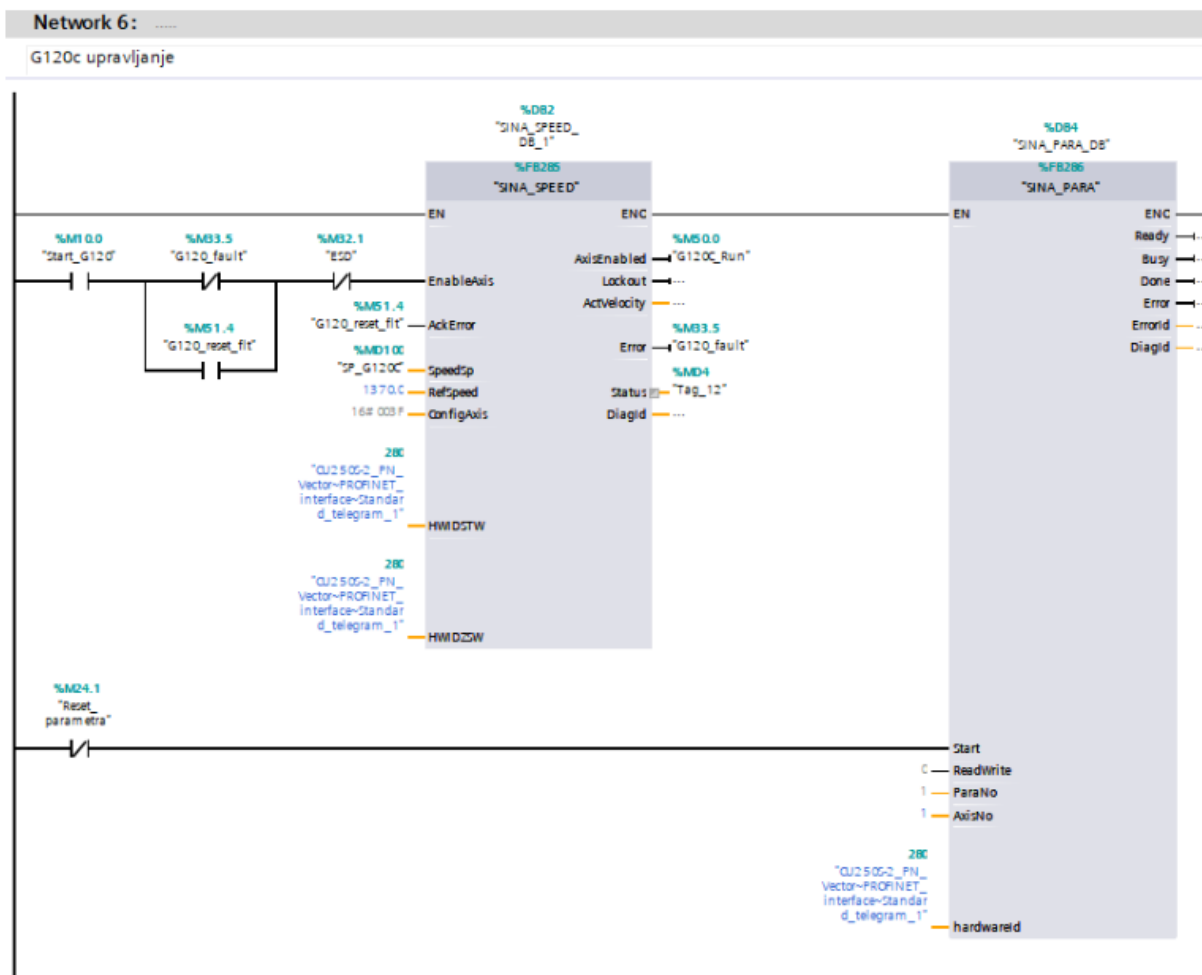 Network 6: .....
G120c upravljanje
%DB2
"SINA_SPEED_
DB_1"
%FB285
"SINA_SPEED"
EN
ENC
%M10.0
"Start_G120"
%M33.5
"G120_fault"
%M32.1
"ESD"
EnableAxis
%M51.4
"G120_reset_flt"
%M51.4
"G120_reset_flt"
AckError
%MD100
"SP_G120C"
SpeedSp
1370.0
RefSpeed
16#003F
ConfigAxis
280
"CU250S-2_PN_
Vector~PROFINET_
interface~Standar
d_telegram_1"
HWIDSTW
280
"CU250S-2_PN_
Vector~PROFINET_
interface~Standar
d_telegram_1"
HWIDZSW
AxisEnabled
%M50.0
"G120C_Run"
Lockout
...
ActVelocity
...
Error
%M33.5
"G120_fault"
Status
%MD4
"Tag_12"
DiagId
...
%DB4
"SINA_PARA_DB"
%FB286
"SINA_PARA"
EN
ENC
Ready
Busy
Done
Error
ErrorId
DiagId
%M24.1
"Reset_
parametra"
Start
0
ReadWrite
1
ParaNo
1
AxisNo
280
"CU250S-2_PN_
Vector~PROFINET_
interface~Standar
d_telegram_1"
hardwareId